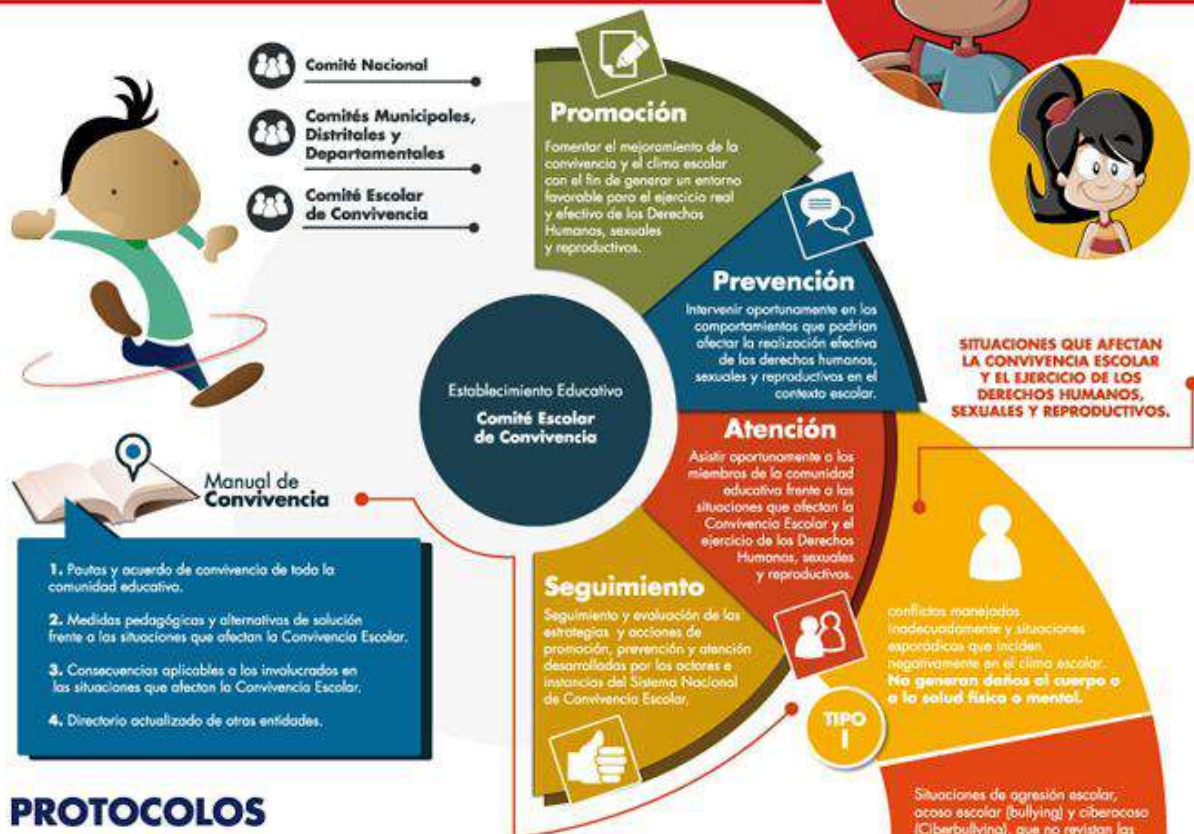 Comité Nacional
Comités Municipales,
Distritales y
Departamentales
Comité Escolar
de Convivencia
Promoción
Fomentar el mejoramiento de la
convivencia y el clima escolar
con el fin de generar un entorno
favorable para el ejercicio real
y efectivo de los Derechos
Humanos, sexuales
y reproductivos.
Prevención
Intervenir oportunamente en los
comportamientos que podrían
afectar la realización efectiva
de los derechos humanos,
sexuales y reproductivos en el
contexto escolar.
SITUACIONES QUE AFECTAN
LA CONVIVENCIA ESCOLAR
Y EL EJERCICIO DE LOS
DERECHOS HUMANOS,
SEXUALES Y REPRODUCTIVOS.
Establecimiento Educativo
Comité Escolar
de Convivencia
Atención
Asistir oportunamente a los
miembros de la comunidad
educativa frente a las
situaciones que afectan la
Convivencia Escolar y el
ejercicio de los Derechos
Humanos, sexuales
y reproductivos.
Manual de
Convivencia
1. Pautas y acuerdo de convivencia de toda la
comunidad educativa.
2. Medidas pedagógicas y alternativas de solución
frente a las situaciones que afectan la Convivencia Escolar.
3. Consecuencias aplicables a los involucrados en
las situaciones que afectan la Convivencia Escolar.
4. Directorio actualizado de otras entidades.
Seguimiento
Seguimiento y evaluación de las
estrategias y acciones de
promoción, prevención y atención
desarrolladas por los actores e
instancias del Sistema Nacional
de Convivencia Escolar.
conflictos manejados
inadecuadamente y situaciones
esporádicas que inciden
negativamente en el clima escolar.
No generan daños al cuerpo o
a la salud física o mental.
TIPO
I
PROTOCOLOS
Situaciones de agresión escolar,
acoso escolar (bullying) y ciberacoso
(Ciberbullying), que no revistan las